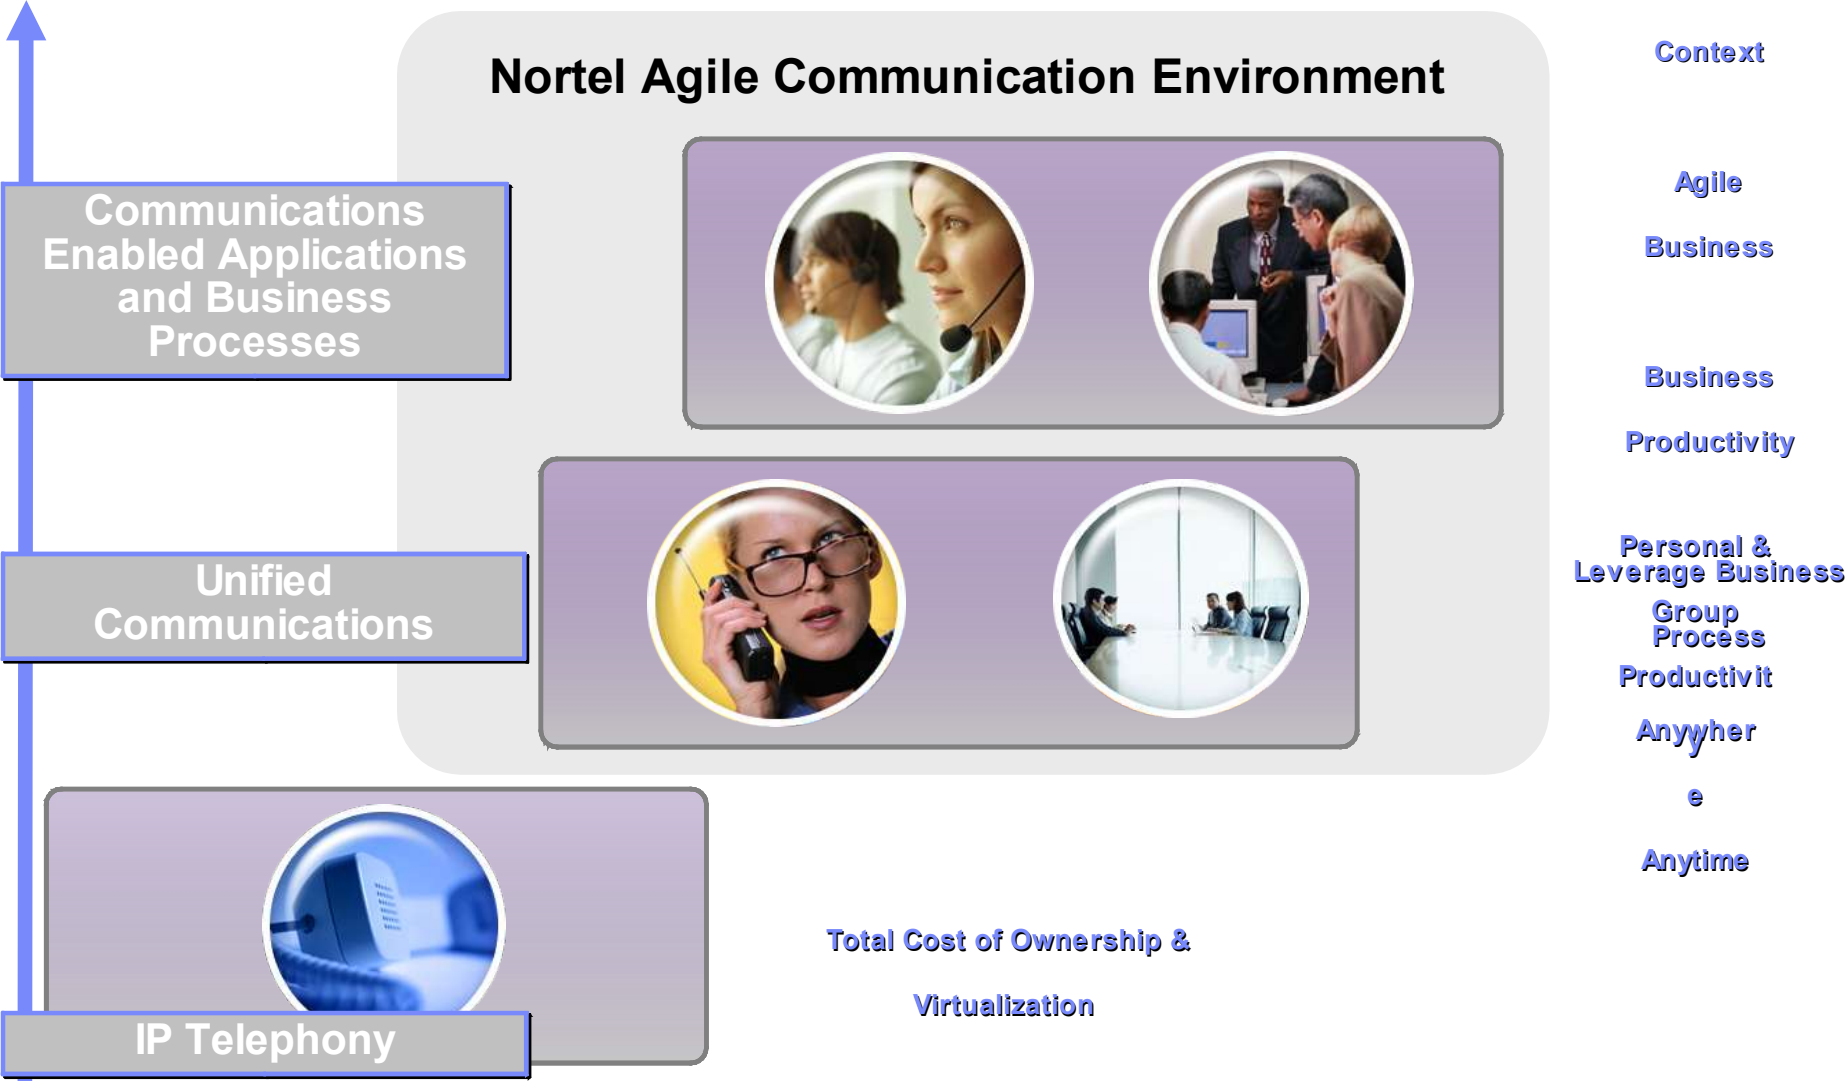 Nortel Agile Communication Environment
Communications
Enabled Applications
and Business
Processes
Unified
Communications
IP Telephony
Total Cost of Ownership &
Virtualization
Context
Agile
Business
Business
Productivity
Leverage Business
Process
Personal &
Group
Productivit
y
Anywher
e
Anytime